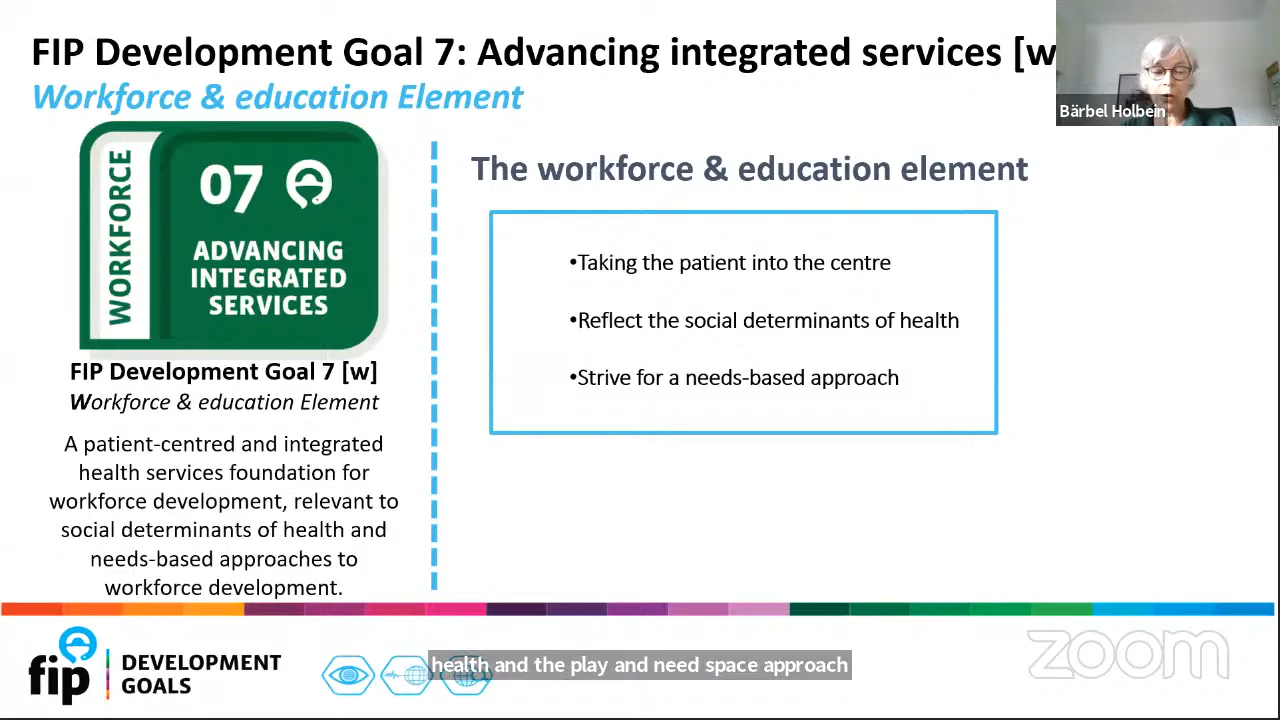 FIP Development Goal 7: Advancing integrated services [w
Workforce & education Element
Bärbel Holbein
WORKFORCE
07
ADVANCING
INTEGRATED
SERVICES
FIP Development Goal 7 [w]
Workforce & education Element
A patient-centred and integrated
health services foundation for
workforce development, relevant to
social determinants of health and
needs-based approaches to
workforce development.
The workforce & education element
•Taking the patient into the centre
•Reflect the social determinants of health
•Strive for a needs-based approach
fip
DEVELOPMENT
GOALS
health and the play and need space approach
zoom